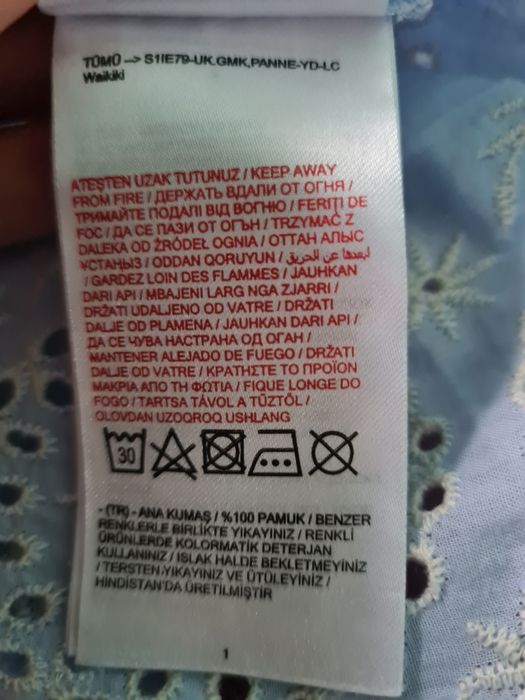 TÜMÜ --> S1IE79-UK.GMK,PANNE-YD-LC
Waikiki
ATEŞTEN UZAK TUTUNUZ / KEEP AWAY
FROM FIRE / ДЕРЖАТЬ ВДАЛИ ОТ ОГНЯ /
ТРИМАЙТЕ ПОДАЛІ ВІД ВОГНЮ / FERIȚI DE
FOC / ДА СЕ ПАЗИ ОТ ОГЪН / TRZYMAĆ Z
DALEKA OD ŹRÓDEŁ OGNIA / ОТТАН АЛЫС
ҰСТАҢЫЗ / ODDAN QORUYUN / ابعدها عن الحريق
/ GARDEZ LOIN DES FLAMMES / JAUHKAN
DARI API / MBAJENI LARG NGA ZJARRI /
DRŽATI UDALJENO OD VATRE / DRŽATI
DALJE OD PLAMENA / JAUHKAN DARI API /
ДА СЕ ЧУВА НАСТРАНА ОД ОГАН /
MANTENER ALEJADO DE FUEGO / DRŽATI
DALJE OD VATRE / ΚΡΑΤΗΣΤΕ ΤΟ ΠΡΟΪΟΝ
ΜΑΚΡΙΑ ΑΠΟ ΤΗ ΦΩΤΙΑ / FIQUE LONGE DO
FOGO / TARTSA TÁVOL A TŰZTŐL /
OLOVDAN UZOQROQ USHLANG
30
- (TR) - ANA KUMAŞ / %100 PAMUK / BENZER
RENKLERLE BİRLİKTE YIKAYINIZ / RENKLİ
ÜRÜNLERDE KOLORMATİK DETERJAN
KULLANINIZ / ISLAK HALDE BEKLETMEYİNİZ
/ TERSTEN YIKAYINIZ VE ÜTÜLEYİNİZ /
HİNDİSTAN'DA ÜRETİLMİŞTİR
1